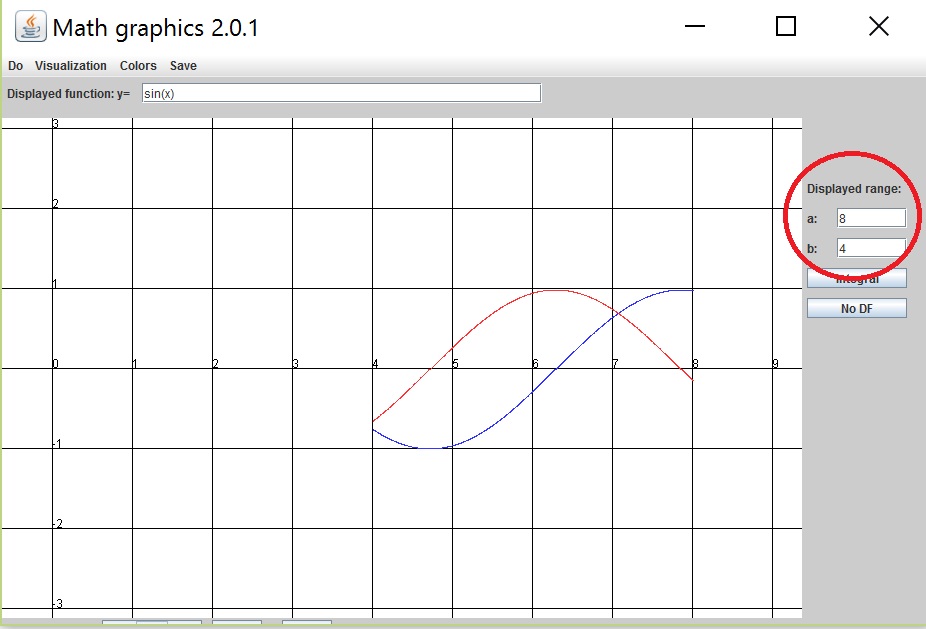 Math graphics 2.0.1
Do Visualization Colors Save
Displayed function: y= sin(x)
3
2
1
0 1 2 3 4 5 6 7 8 9
-1
-2
-3
Displayed range:
a: 8
b: 4
Integral
No DF